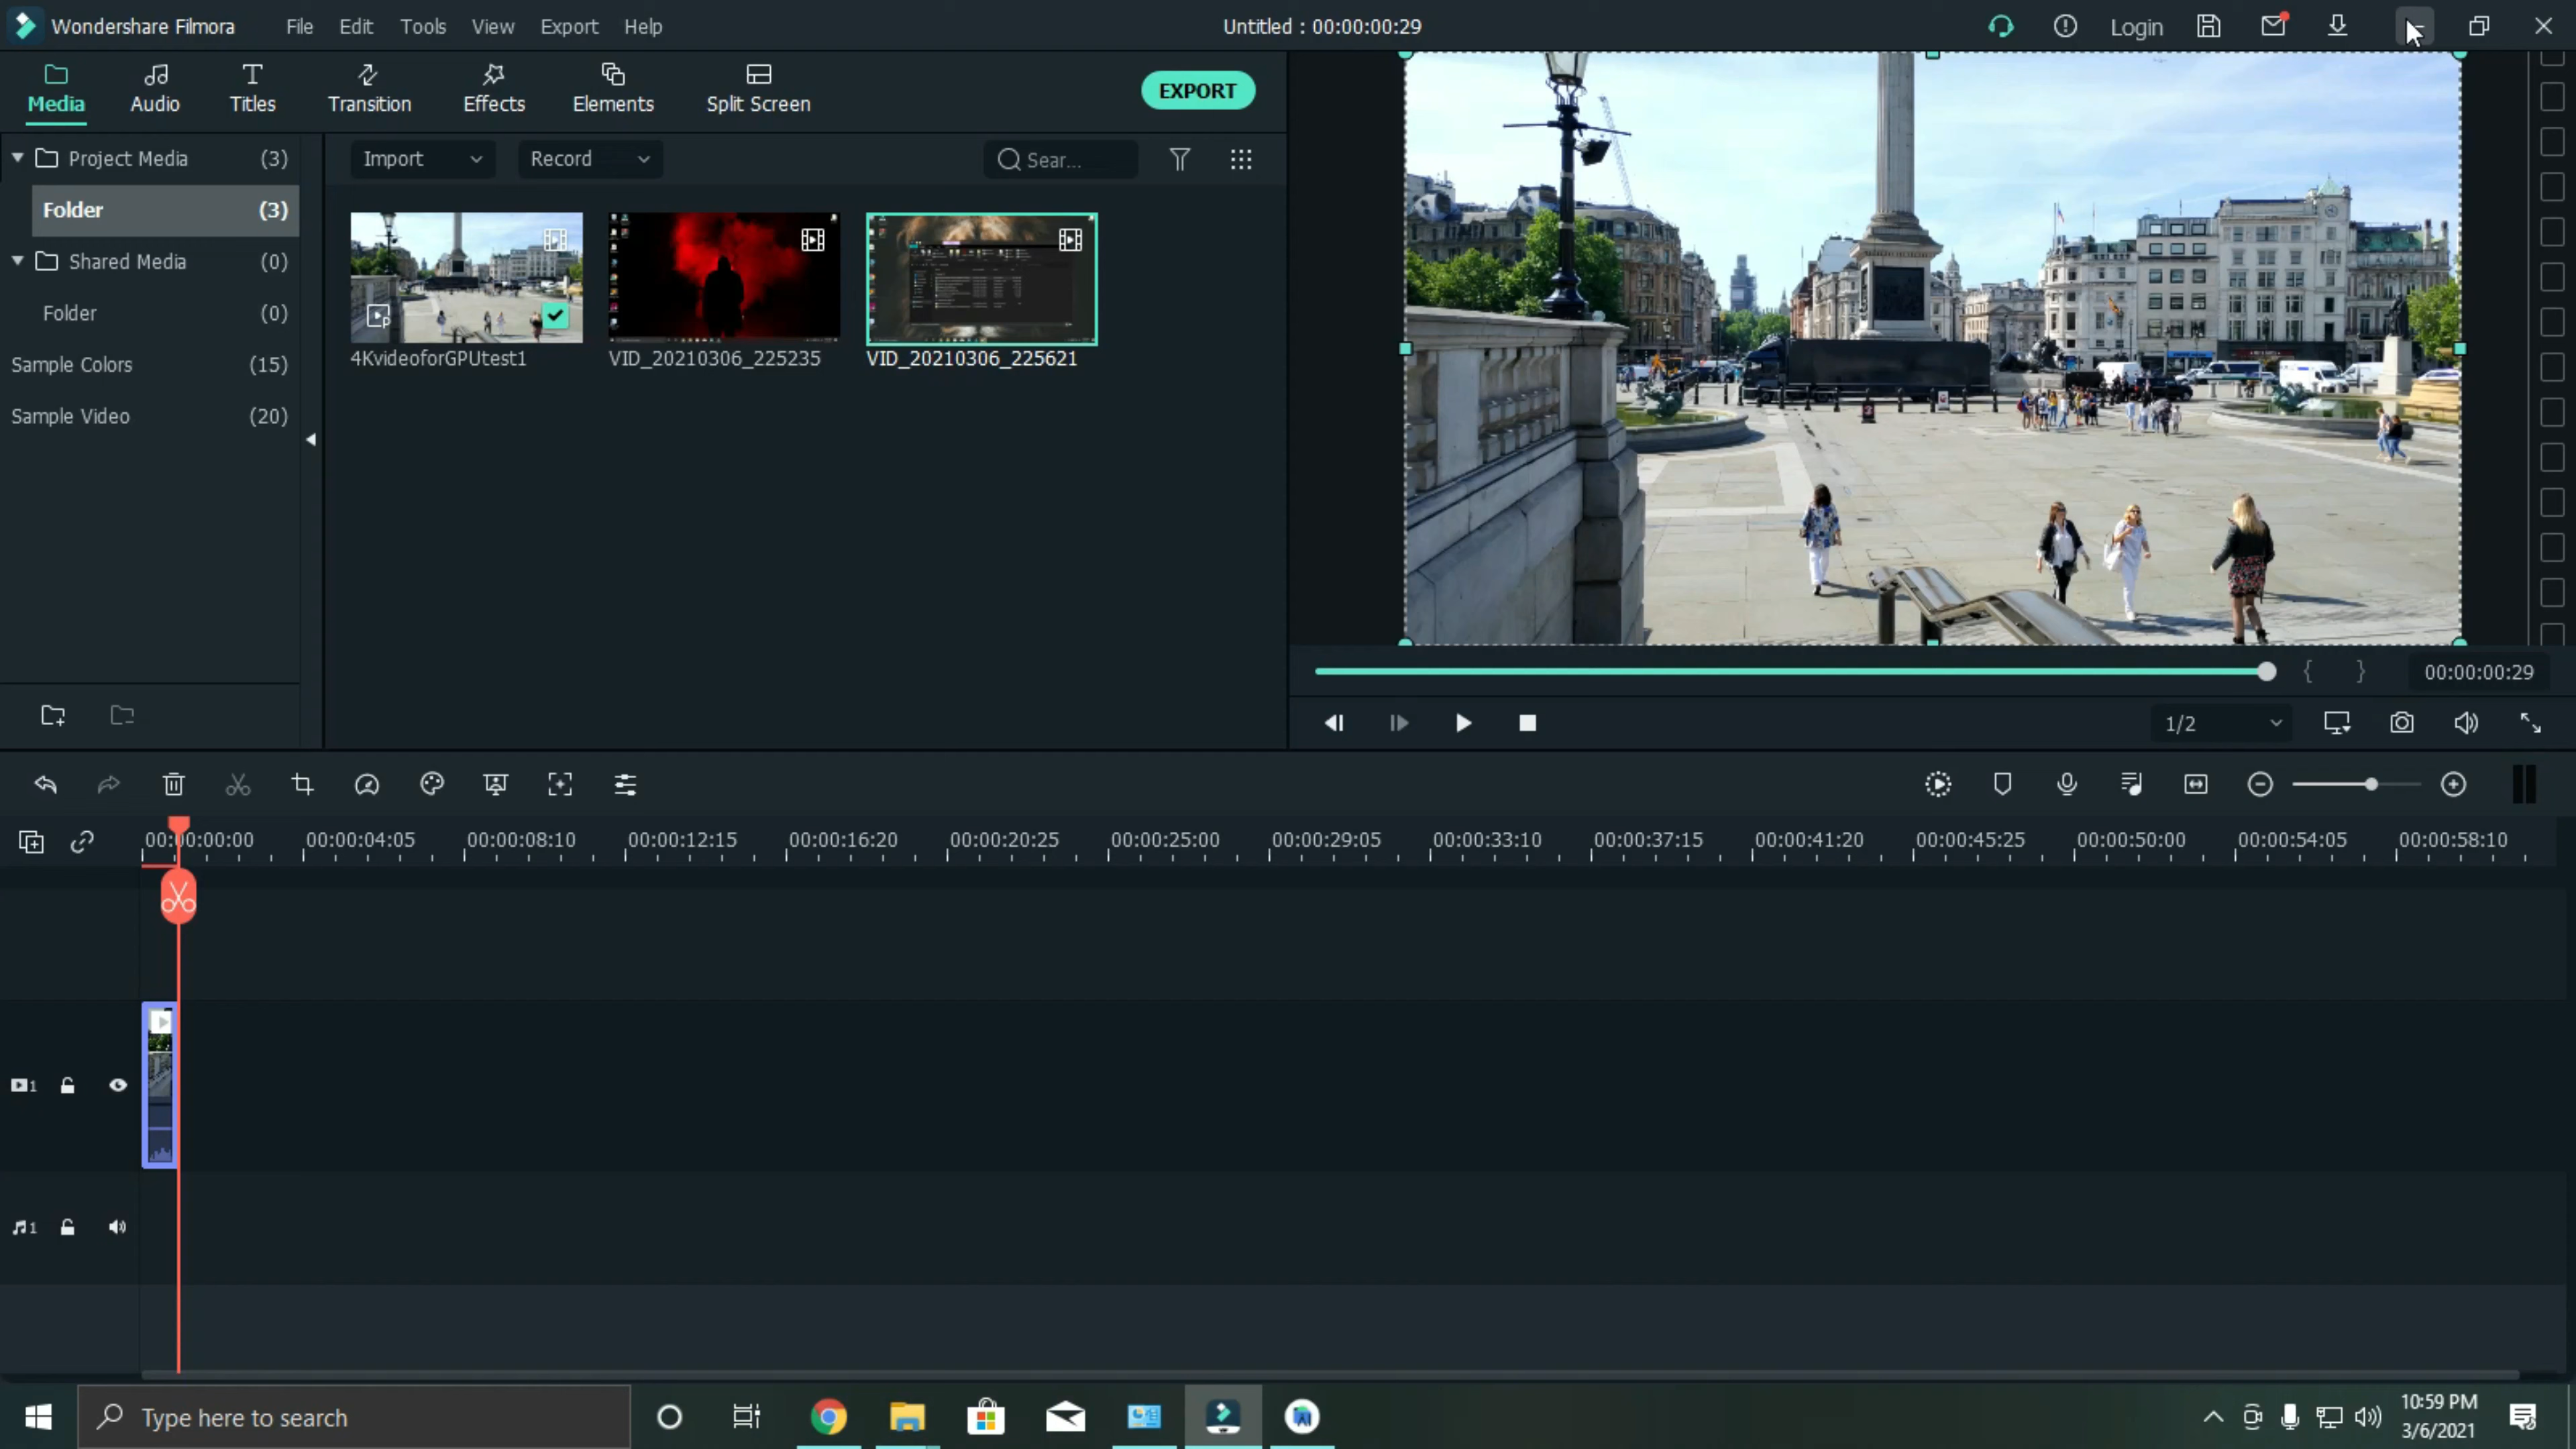 Wondershare Filmora File Edit Tools View Export Help Untitled : 00:00:00:29 Login
Media Audio Titles Transition Effects Elements Split Screen EXPORT
Project Media (3)
Folder (3)
Shared Media (0)
Folder (0)
Sample Colors (15)
Sample Video (20)
Import Record Sear...
4KvideoforGPUtest1 VID_20210306_225235 VID_20210306_225621
{ } 00:00:00:29
1/2
00:00:00:00 00:00:04:05 00:00:08:10 00:00:12:15 00:00:16:20 00:00:20:25 00:00:25:00 00:00:29:05 00:00:33:10 00:00:37:15 00:00:41:20 00:00:45:25 00:00:50:00 00:00:54:05 00:00:58:10
1
1
Type here to search
10:59 PM
3/6/2021